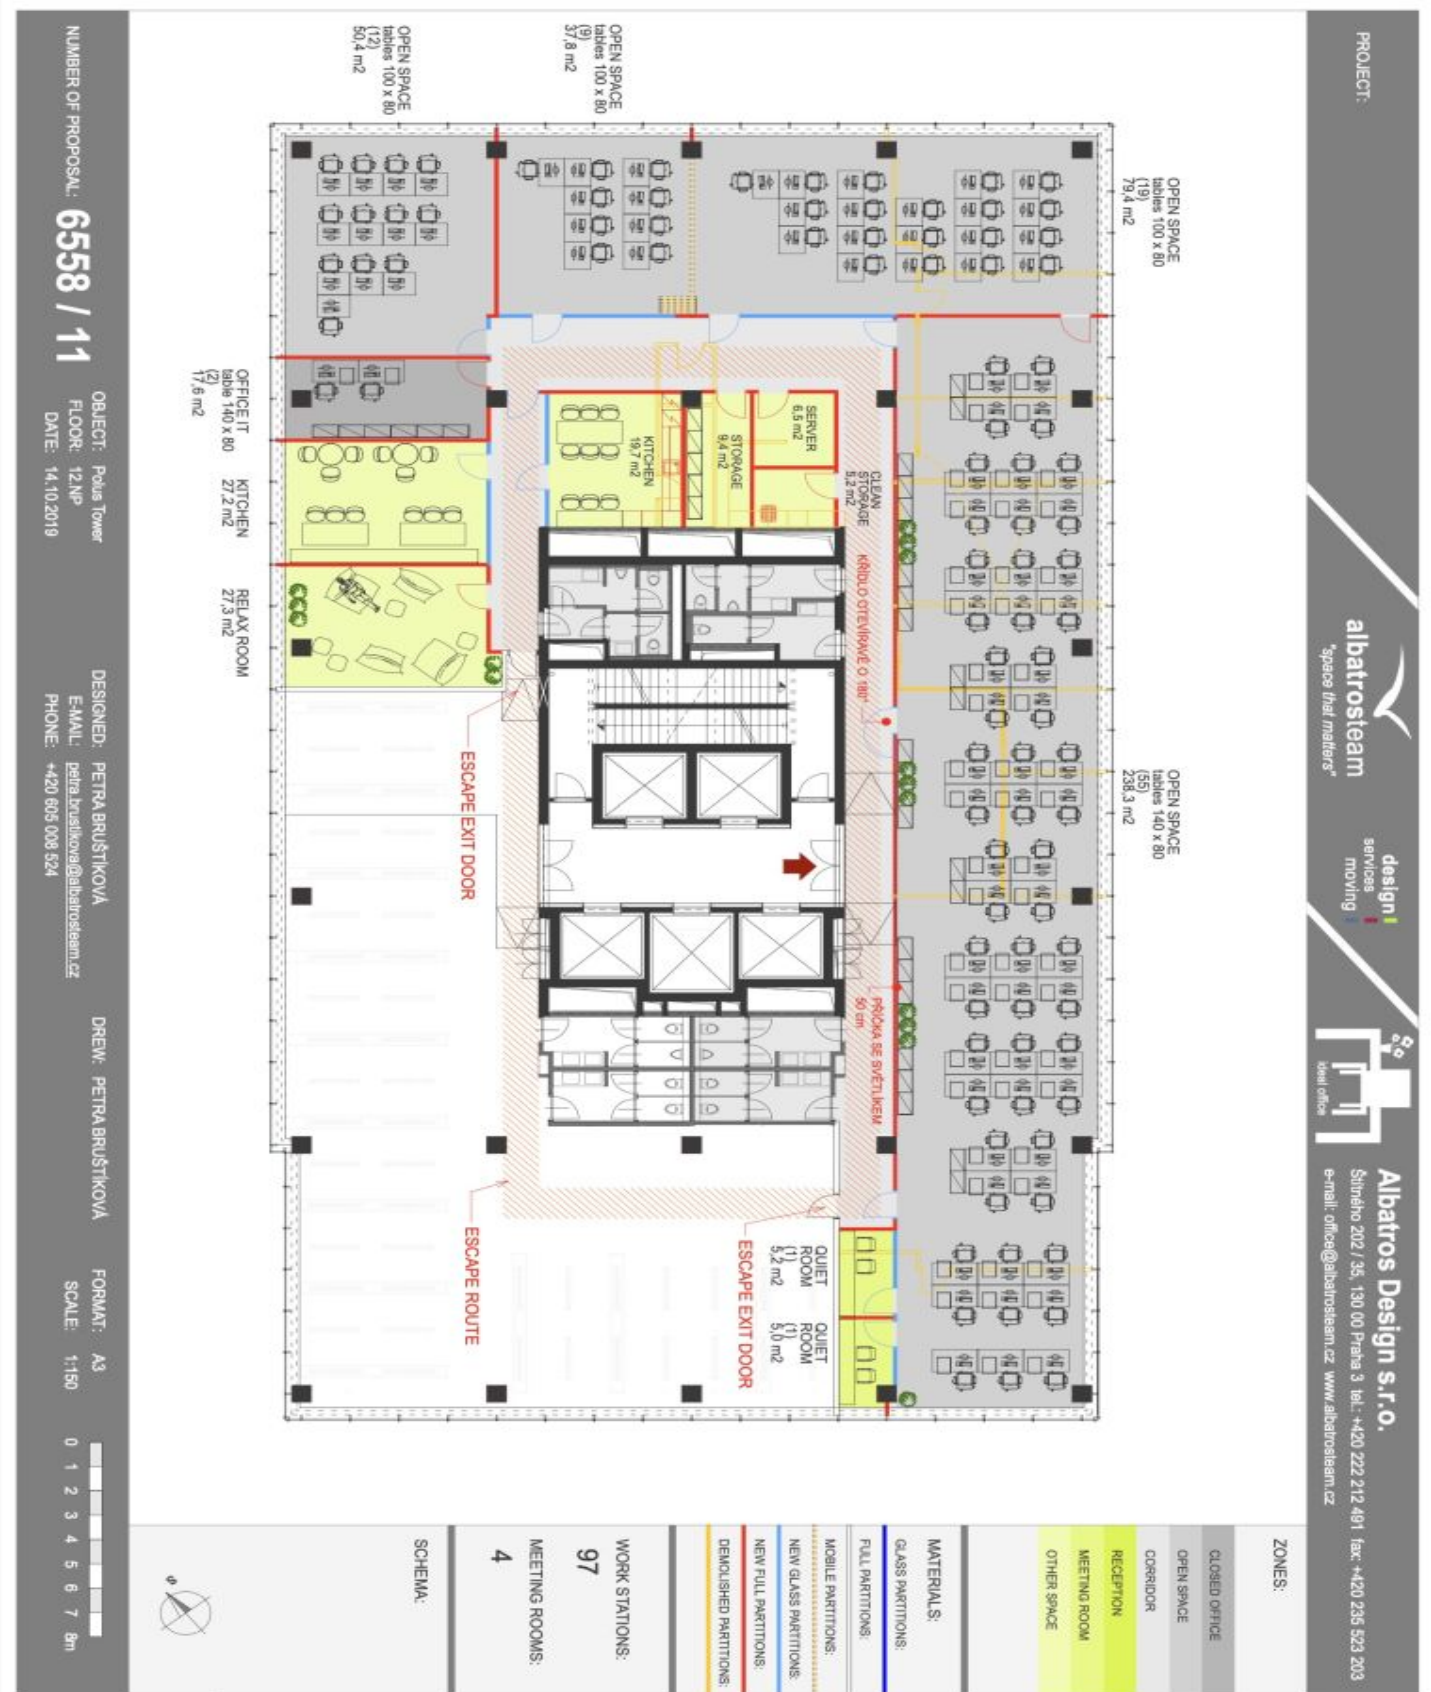 PROJECT:
albatrosteam
"space that matters"
design
services
moving
ideal office
Albatros Design s.r.o.
Štítného 202 / 35, 130 00 Praha 3 tel.: +420 222 212 491 fax: +420 235 523 203
e-mail: office@albatrosteam.cz www.albatrosteam.cz
OPEN SPACE
tables 100 x 80
(12)
50,4 m2
OPEN SPACE
tables 100 x 80
(9)
37,8 m2
OPEN SPACE
tables 100 x 80
(19)
79,4 m2
OPEN SPACE
tables 140 x 80
(55)
238,3 m2
SERVER
6,5 m2
STORAGE
9,4 m2
KITCHEN
19,7 m2
CLEAN
STORAGE
5,2 m2
KŘÍDLO OTEVÍRAVÉ O 180°
PŘÍČKA SE SVĚTLÍKEM
50 cm
OFFICE IT
table 140 x 80
(2)
17,6 m2
KITCHEN
27,2 m2
RELAX ROOM
27,3 m2
ESCAPE EXIT DOOR
ESCAPE ROUTE
ESCAPE EXIT DOOR
QUIET
ROOM
(1)
5,2 m2
QUIET
ROOM
(1)
5,0 m2
ZONES:
CLOSED OFFICE
OPEN SPACE
CORRIDOR
RECEPTION
MEETING ROOM
OTHER SPACE
MATERIALS:
GLASS PARTITIONS:
FULL PARTITIONS:
MOBILE PARTITIONS:
NEW GLASS PARTITIONS:
NEW FULL PARTITIONS:
DEMOLISHED PARTITIONS:
WORK STATIONS:
97
MEETING ROOMS:
4
SCHEMA:
S
NUMBER OF PROPOSAL: 6558 / 11
OBJECT: Polus Tower
FLOOR: 12.NP
DATE: 14.10.2019
DESIGNED: PETRA BRUŠTÍKOVÁ
E-MAIL: petra.brustikova@albatrosteam.cz
PHONE: +420 605 008 524
DREW: PETRA BRUŠTÍKOVÁ
FORMAT: A3
SCALE: 1:150
0 1 2 3 4 5 6 7 8m